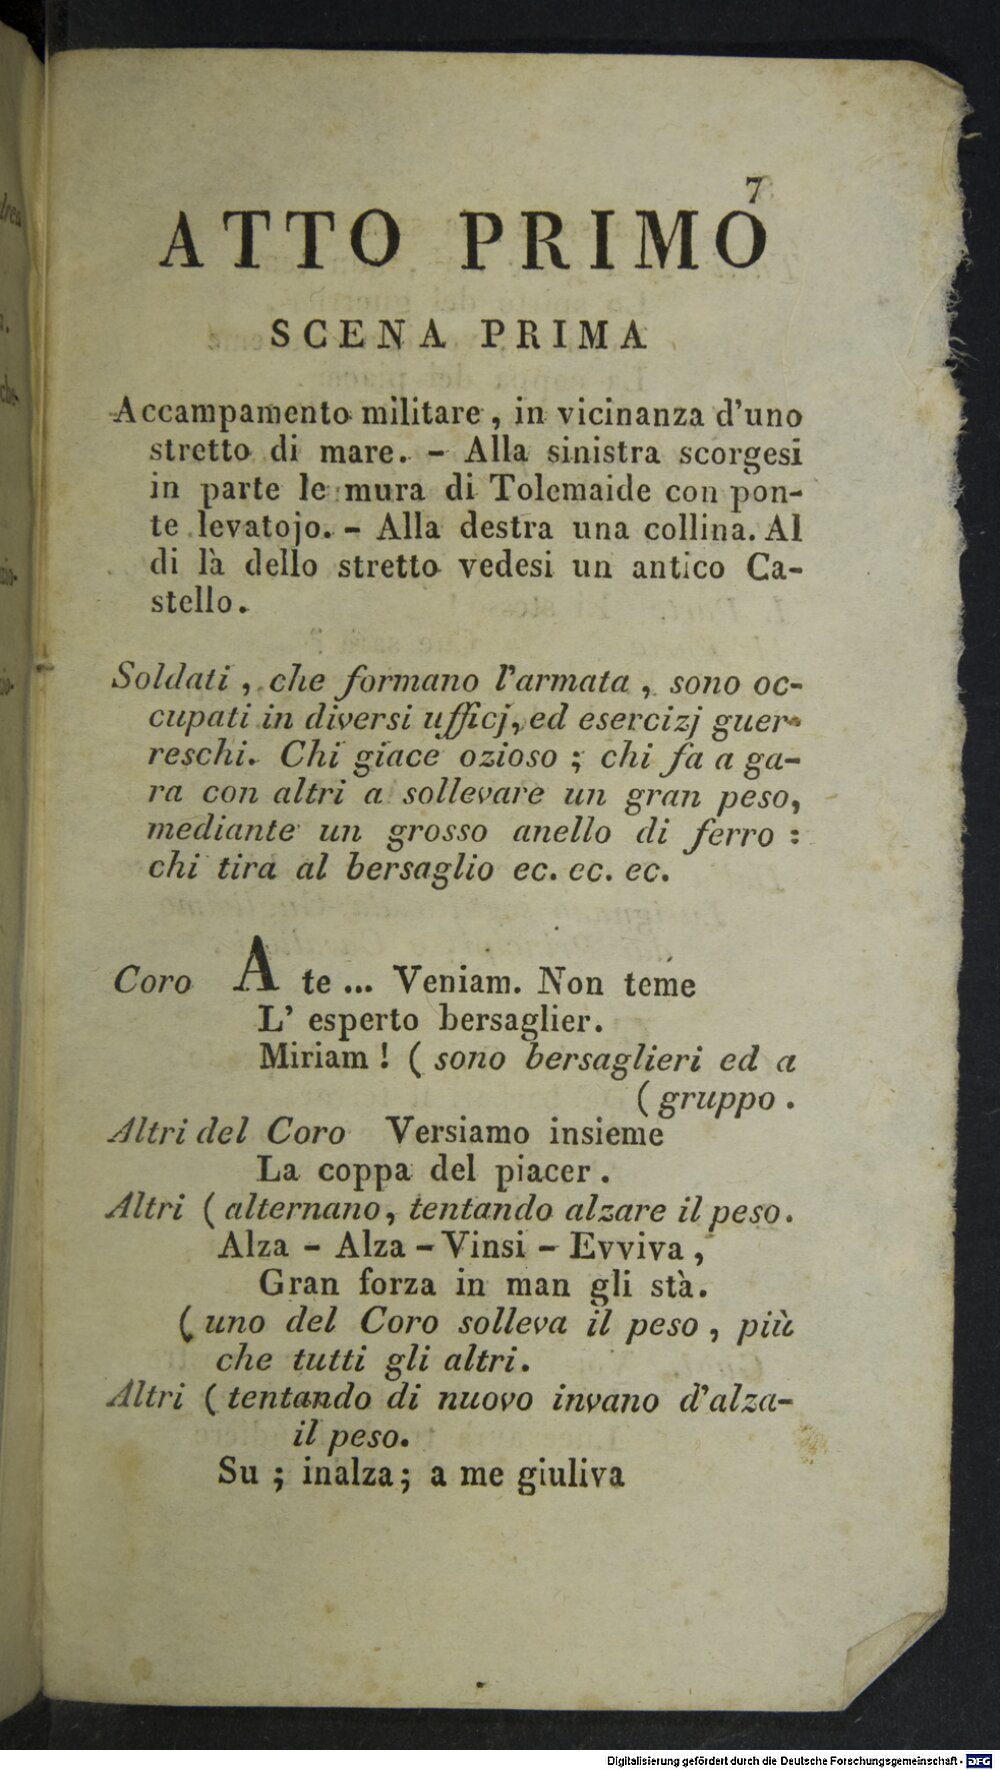 7
ATTO PRIMO
SCENA PRIMA
Accampamento militare, in vicinanza d'uno
stretto di mare. - Alla sinistra scorgesi
in parte le mura di Tolemaide con pon-
te levatojo. - Alla destra una collina. Al
di là dello stretto vedesi un antico Ca-
stello.
Soldati, che formano l'armata, sono oc-
cupati in diversi ufficj, ed esercizj guer-
reschi. Chi giace ozioso; chi fa a ga-
ra con altri a sollevare un gran peso,
mediante un grosso anello di ferro:
chi tira al bersaglio ec. ec. ec.
Coro A te ... Veniam. Non teme
L' esperto bersaglier.
Miriam! (sono bersaglieri ed a
(gruppo.
Altri del Coro Versiamo insieme
La coppa del piacer.
Altri (alternano, tentando alzare il peso.
Alza - Alza - Vinsi - Evviva,
Gran forza in man gli stà.
(uno del Coro solleva il peso, più
che tutti gli altri.
Altri (tentando di nuovo invano d'alza-
il peso.
Su; inalza; a me giuliva
Digitalisierung gefördert durch die Deutsche Forschungsgemeinschaft - DFG